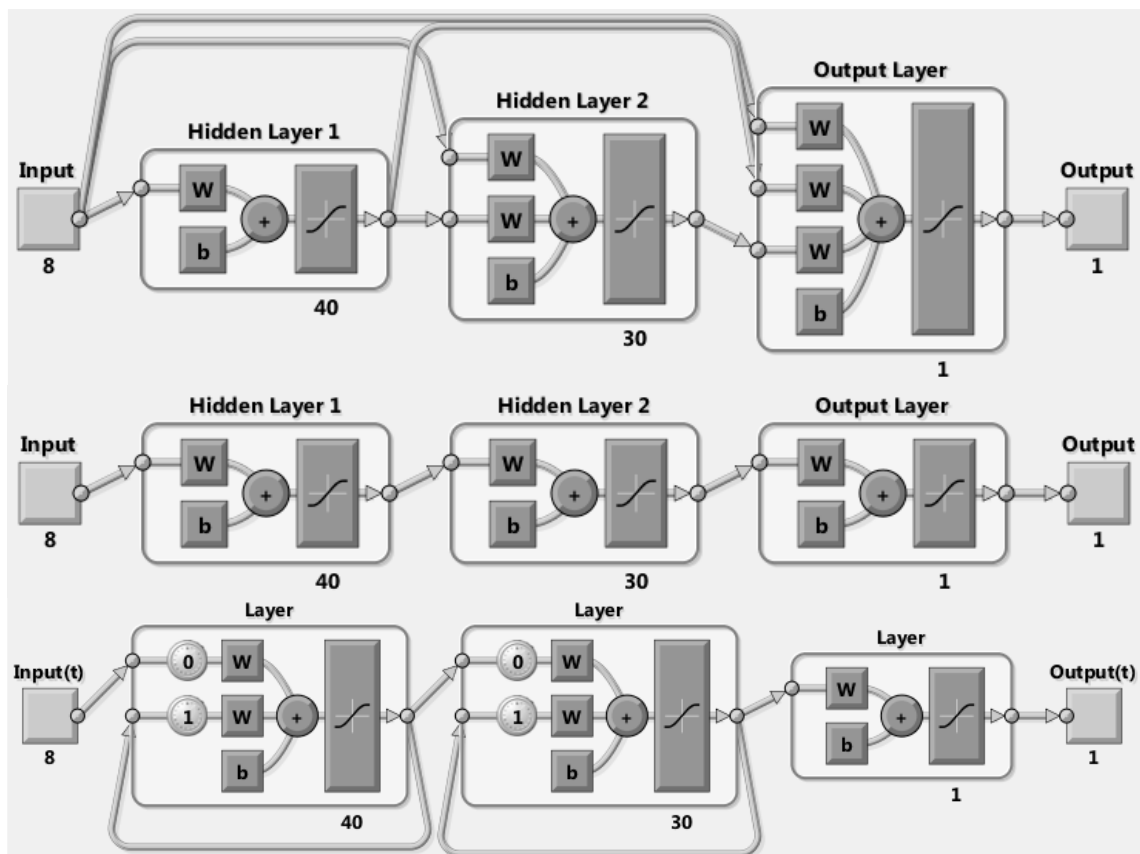 Output Layer
Hidden Layer 2
Hidden Layer 1
Input
Output
W
W
W
W
W
W
b
b
b
+
+
+
8
40
30
1
1
Hidden Layer 1
Hidden Layer 2
Output Layer
Input
Output
W
W
W
+
+
+
b
b
b
8
40
30
1
1
Layer
Layer
Layer
Input(t)
Output(t)
0
W
0
W
W
1
W
+
1
W
+
+
b
b
b
8
40
30
1
1